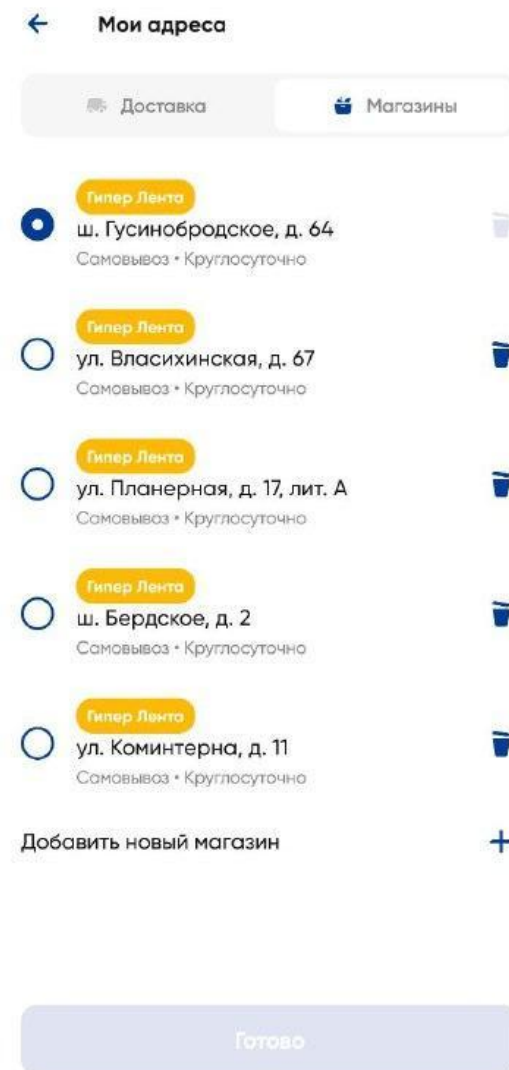 Мои адреса
Доставка
Магазины
Гипер Лента
ш. Гусинобродское, д. 64
Самовывоз • Круглосуточно
Гипер Лента
ул. Власихинская, д. 67
Самовывоз • Круглосуточно
Гипер Лента
ул. Планерная, д. 17, лит. А
Самовывоз • Круглосуточно
Гипер Лента
ш. Бердское, д. 2
Самовывоз • Круглосуточно
Гипер Лента
ул. Коминтерна, д. 11
Самовывоз • Круглосуточно
Добавить новый магазин
Готово